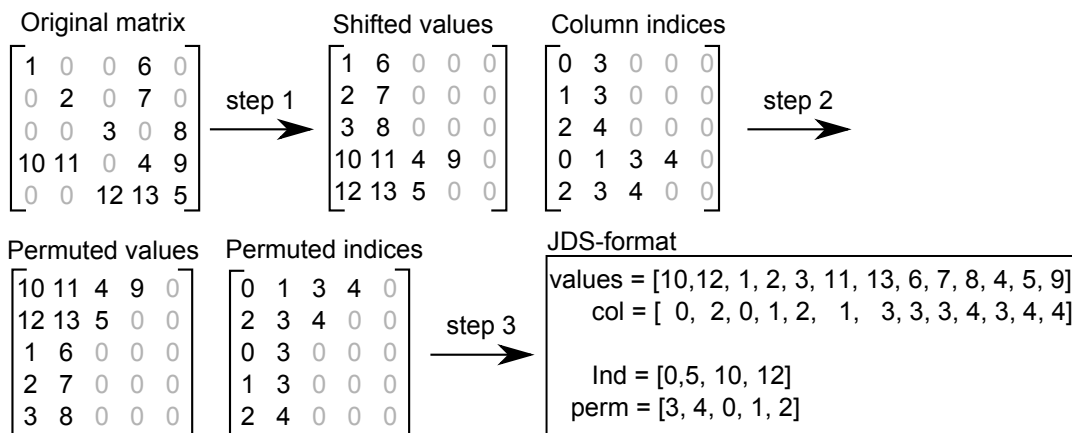 Original matrix
1 0 0 6 0
0 2 0 7 0
0 0 3 0 8
10 11 0 4 9
0 0 12 13 5
step 1
Shifted values
1 6 0 0 0
2 7 0 0 0
3 8 0 0 0
10 11 4 9 0
12 13 5 0 0
Column indices
0 3 0 0 0
1 3 0 0 0
2 4 0 0 0
0 1 3 4 0
2 3 4 0 0
step 2
Permuted values
10 11 4 9 0
12 13 5 0 0
1 6 0 0 0
2 7 0 0 0
3 8 0 0 0
Permuted indices
0 1 3 4 0
2 3 4 0 0
0 3 0 0 0
1 3 0 0 0
2 4 0 0 0
step 3
JDS-format
values = [10,12, 1, 2, 3, 11, 13, 6, 7, 8, 4, 5, 9]
col = [ 0, 2, 0, 1, 2, 1, 3, 3, 3, 4, 3, 4, 4]
Ind = [0,5, 10, 12]
perm = [3, 4, 0, 1, 2]